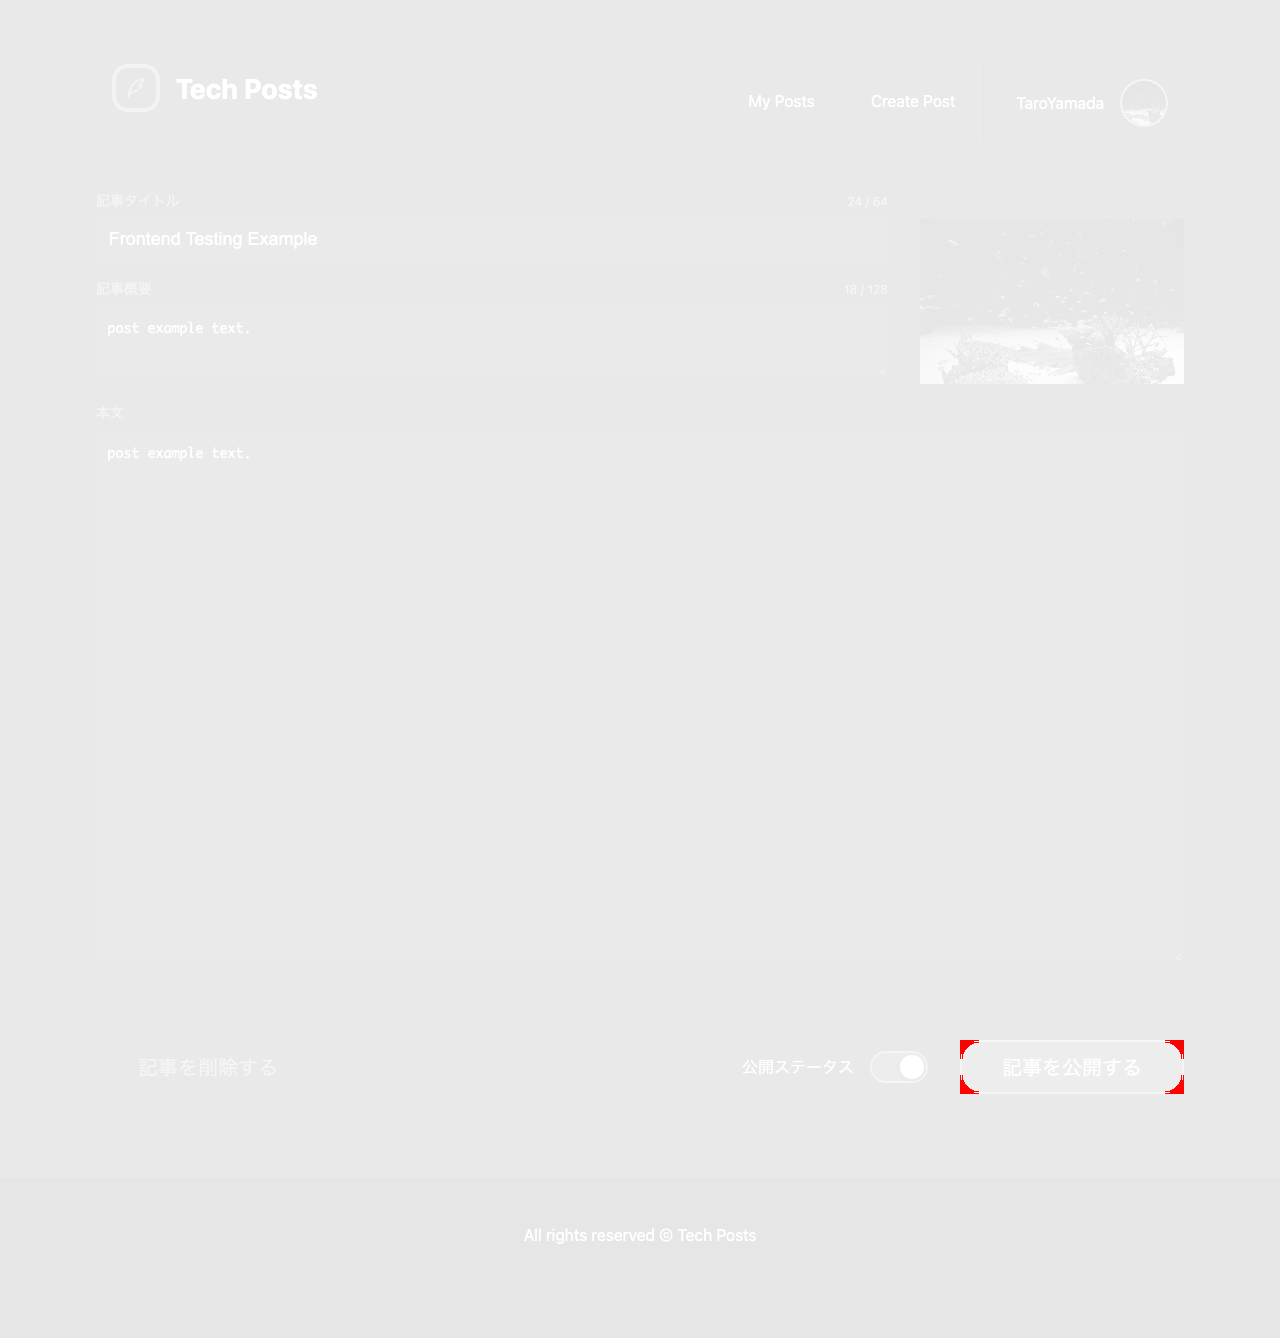 Tech Posts
My Posts
Create Post
TaroYamada
記事タイトル
24 / 64
Frontend Testing Example
記事概要
18 / 128
post example text.
本文
post example text.
記事を削除する
公開ステータス
記事を公開する
All rights reserved © Tech Posts